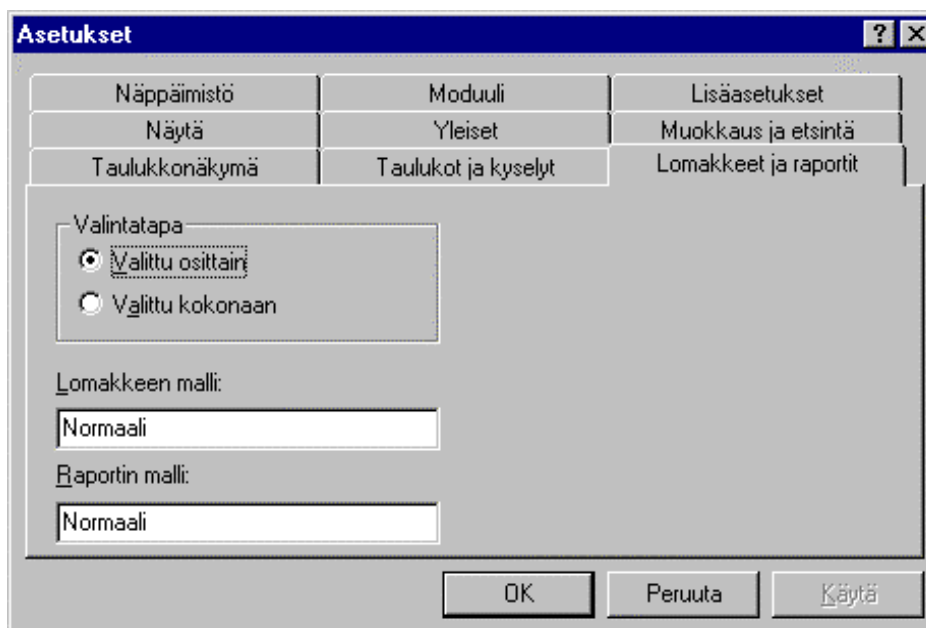 Asetukset
Näppäimistö Moduuli Lisäasetukset
Näytä Yleiset Muokkaus ja etsintä
Taulukkonäkymä Taulukot ja kyselyt Lomakkeet ja raportit
Valintatapa
Valittu osittain
Valittu kokonaan
Lomakkeen malli:
Normaali
Raportin malli:
Normaali
OK Peruuta Käytä